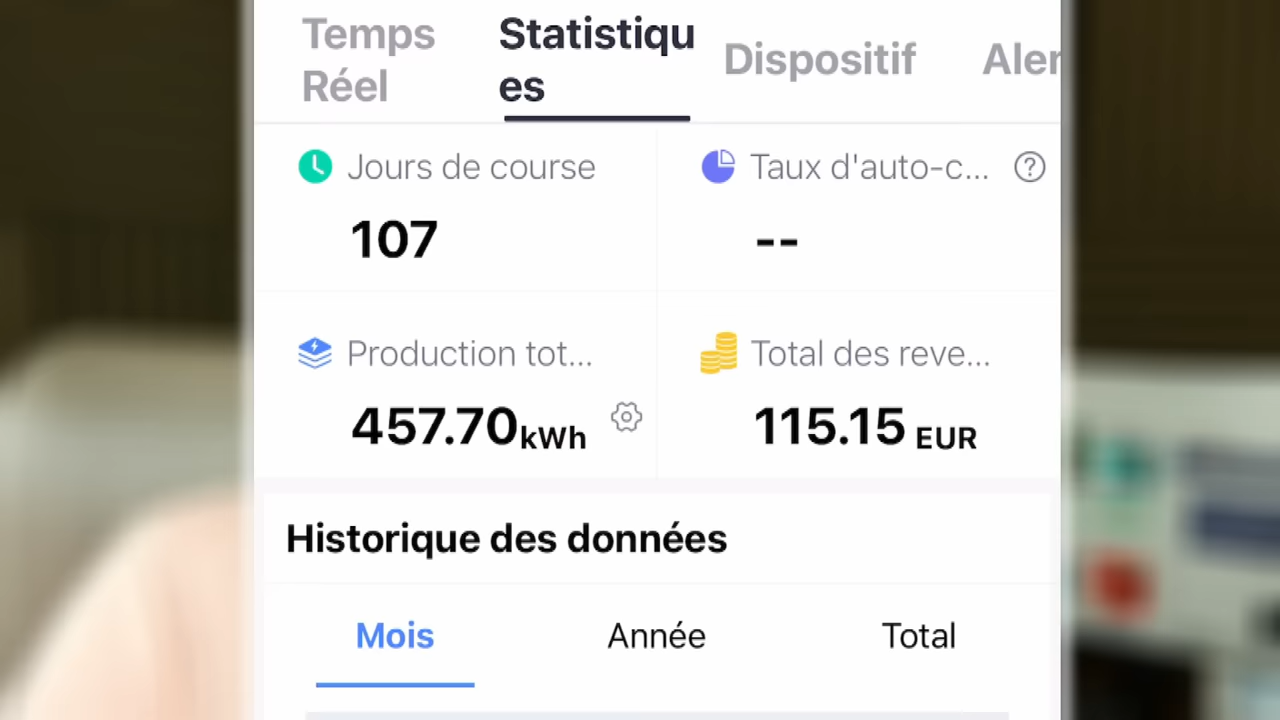 Temps
Réel
Statistiqu
es
Dispositif
Aler
Jours de course
107
Taux d'auto-c...
--
Production tot...
457.70kWh
Total des reve...
115.15 EUR
Historique des données
Mois
Année
Total